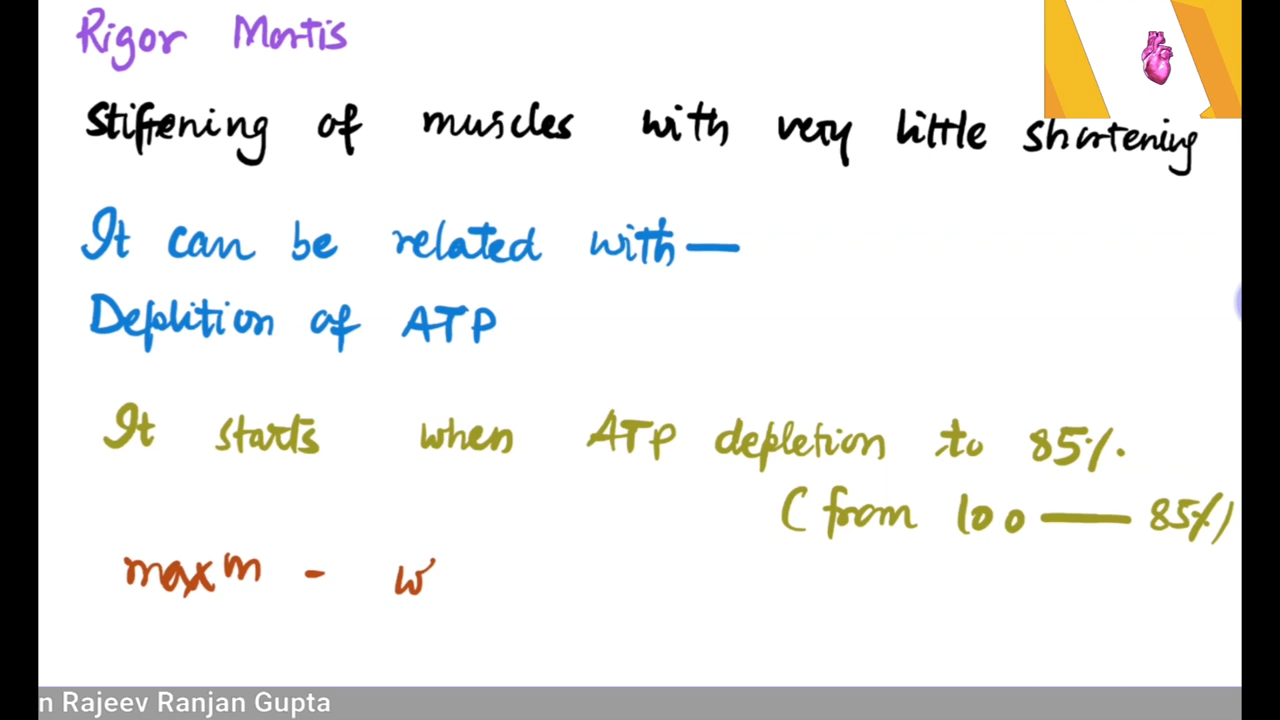 Rigor Mortis
Stiffening of muscles with very little shortening
It can be related with —
Deplition of ATP
It starts when ATP depletion to 85%.
(from 100 — 85%)
maxm - w
n Rajeev Ranjan Gupta